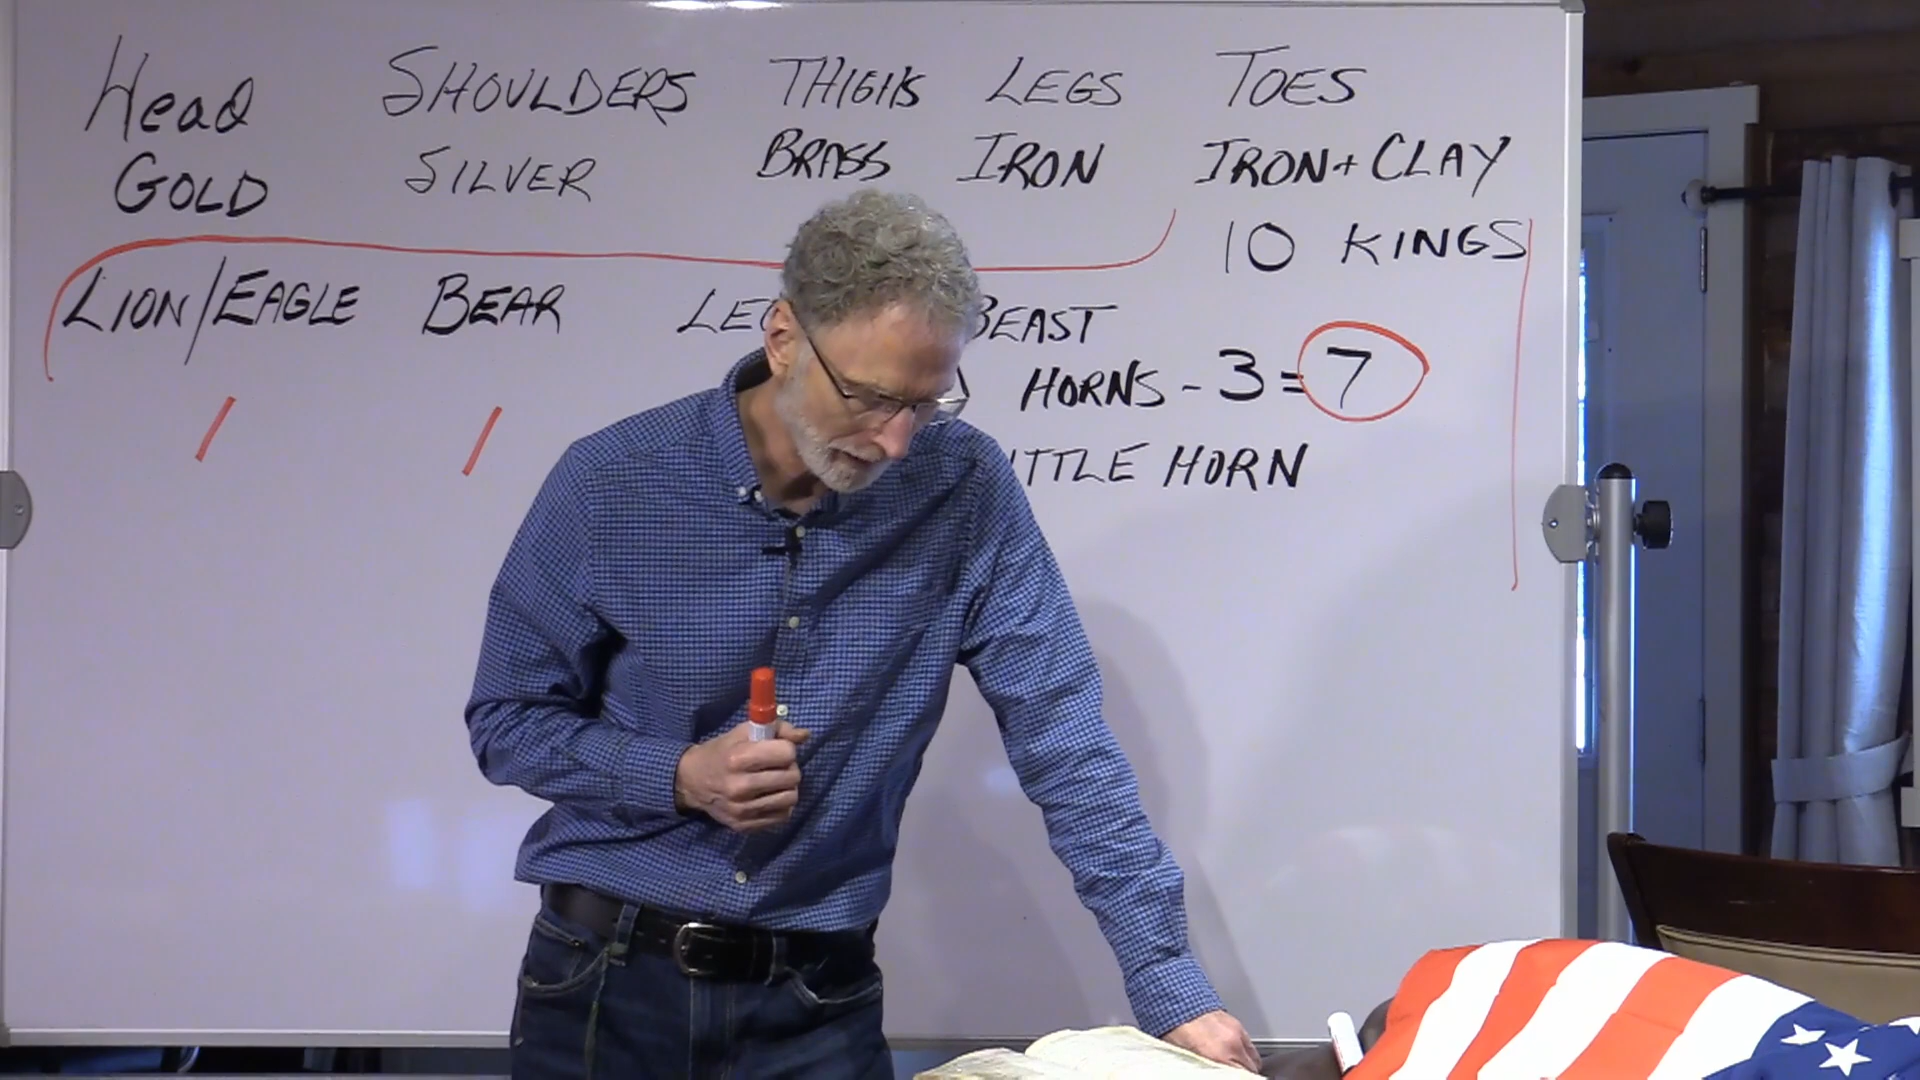 Head SHOULDERS THIGHS LEGS TOES
GOLD SILVER BRASS IRON IRON + CLAY
10 KINGS
LION/EAGLE BEAR BEAST
HORNS - 3 = 7
HORN